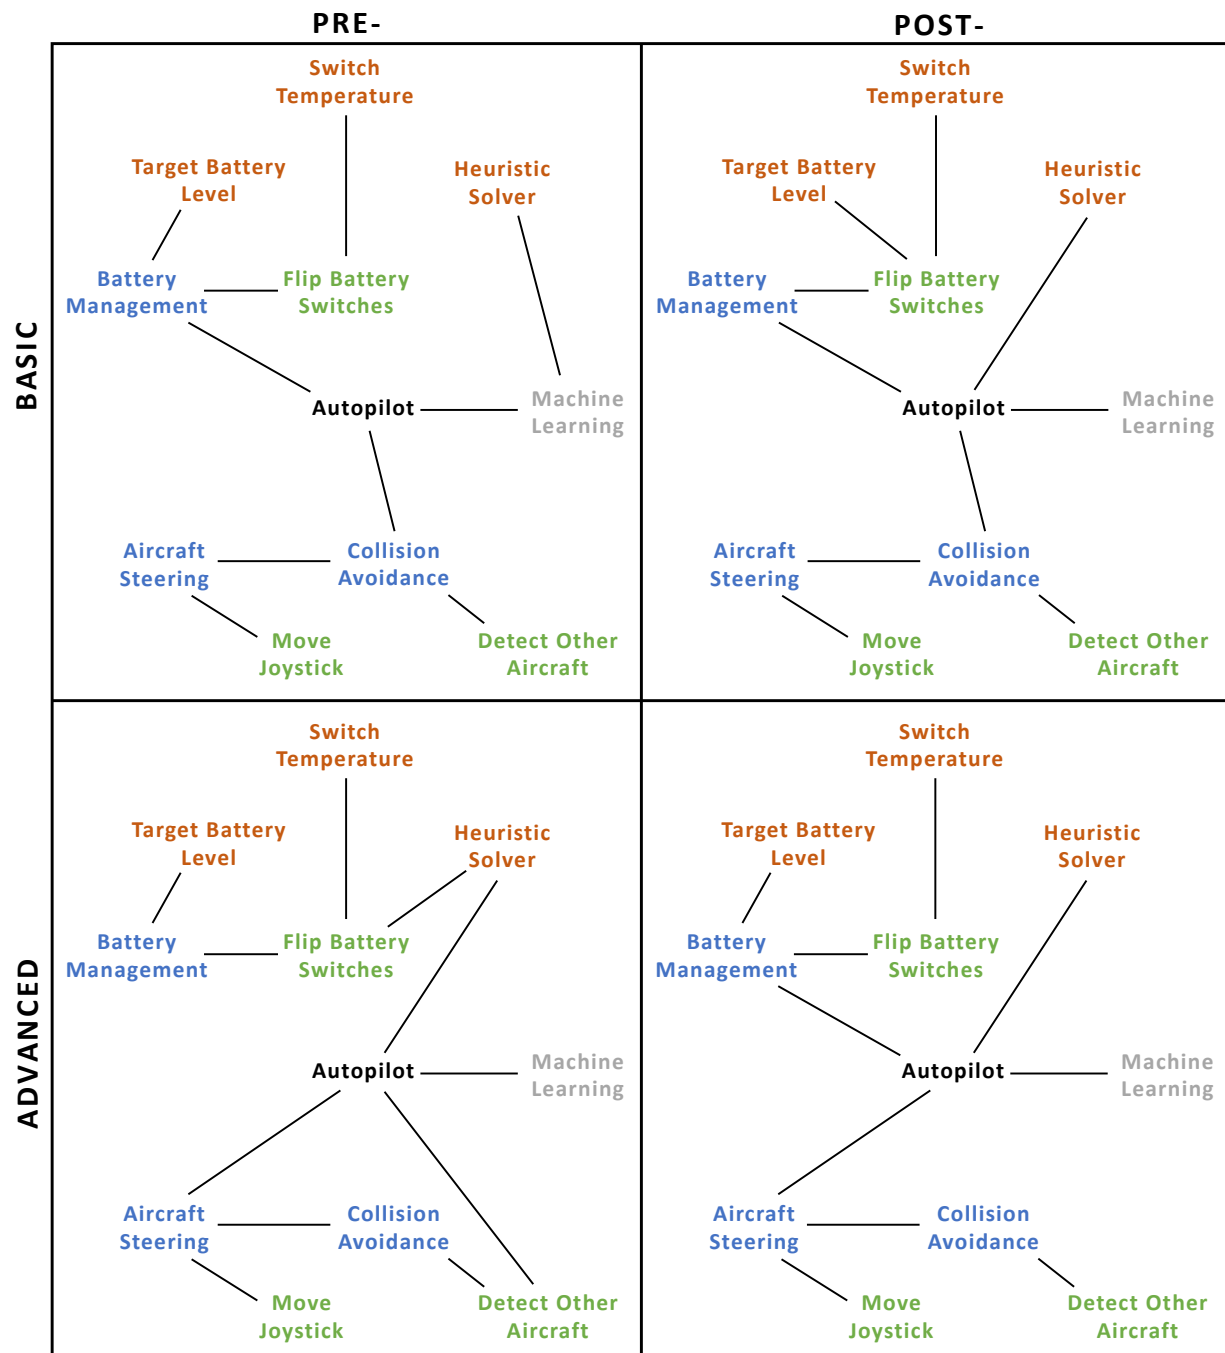 PRE-
POST-
BASIC
Switch
Temperature
Target Battery
Level
Heuristic
Solver
Battery
Management
Flip Battery
Switches
Autopilot
Machine
Learning
Aircraft
Steering
Collision
Avoidance
Move
Joystick
Detect Other
Aircraft
Switch
Temperature
Target Battery
Level
Heuristic
Solver
Battery
Management
Flip Battery
Switches
Autopilot
Machine
Learning
Aircraft
Steering
Collision
Avoidance
Move
Joystick
Detect Other
Aircraft
ADVANCED
Switch
Temperature
Target Battery
Level
Heuristic
Solver
Battery
Management
Flip Battery
Switches
Autopilot
Machine
Learning
Aircraft
Steering
Collision
Avoidance
Move
Joystick
Detect Other
Aircraft
Switch
Temperature
Target Battery
Level
Heuristic
Solver
Battery
Management
Flip Battery
Switches
Autopilot
Machine
Learning
Aircraft
Steering
Collision
Avoidance
Move
Joystick
Detect Other
Aircraft